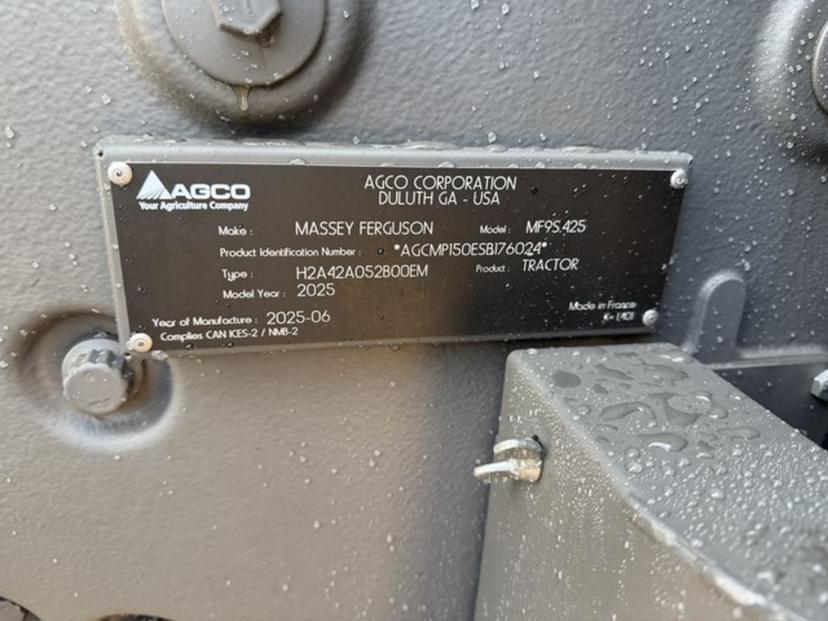 AGCO
Your Agriculture Company
AGCO CORPORATION
DULUTH GA - USA
Make : MASSEY FERGUSON Model : MF9S.425
Product Identification Number : *AGCMP150ESB176024*
Type : H2A42A052B00EM Product : TRACTOR
Model Year : 2025
Year of Manufacture : 2025-06
Made in France
Complies CAN ICES-2 / NMB-2